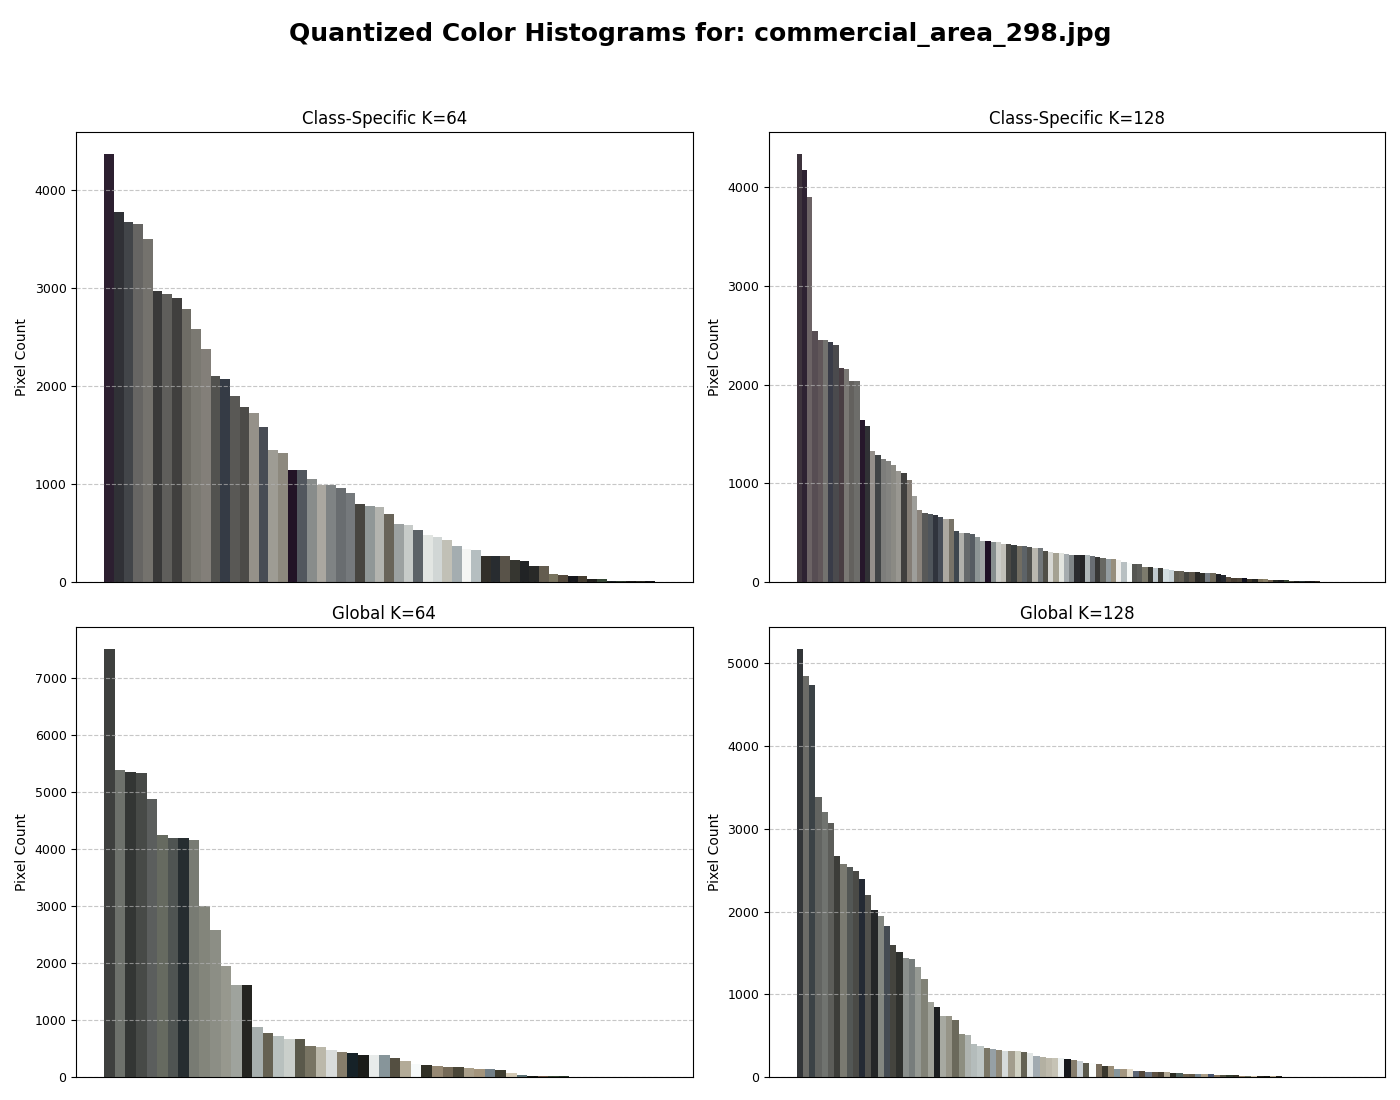 Quantized Color Histograms for: commercial_area_298.jpg
Class-Specific K=64
Pixel Count
4000
3000
2000
1000
0
Class-Specific K=128
Pixel Count
4000
3000
2000
1000
0
Global K=64
Pixel Count
7000
6000
5000
4000
3000
2000
1000
0
Global K=128
Pixel Count
5000
4000
3000
2000
1000
0